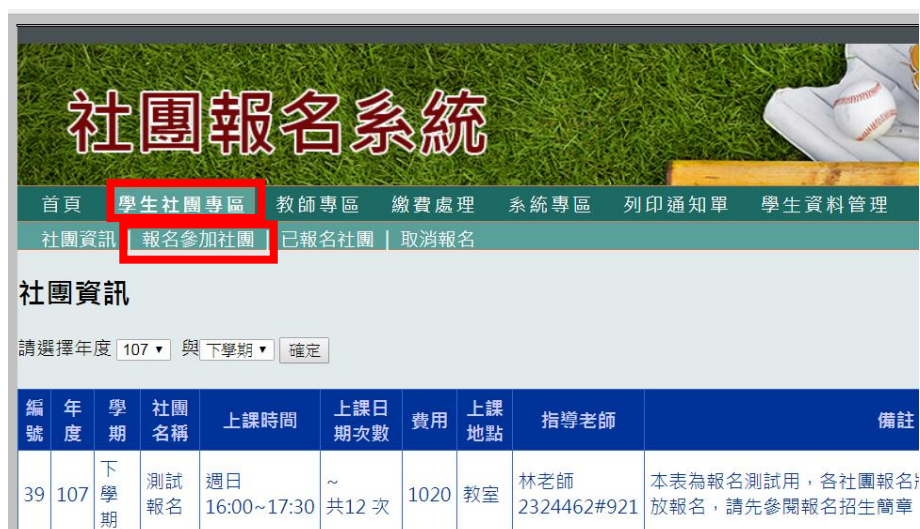 社團報名系統
首頁 學生社團專區 教師專區 繳費處理 系統專區 列印通知單 學生資料管理
社團資訊 | 報名參加社團 | 已報名社團 | 取消報名
社團資訊
請選擇年度 107 與 下學期 確定
編號 年度 學期 社團名稱 上課時間 上課日期次數 費用 上課地點 指導老師 備註
39 107 下學期 測試報名 週日 16:00~17:30 ~ 共12 次 1020 教室 林老師 2324462#921 本表為報名測試用，各社團報名
放報名，請先參閱報名招生簡章